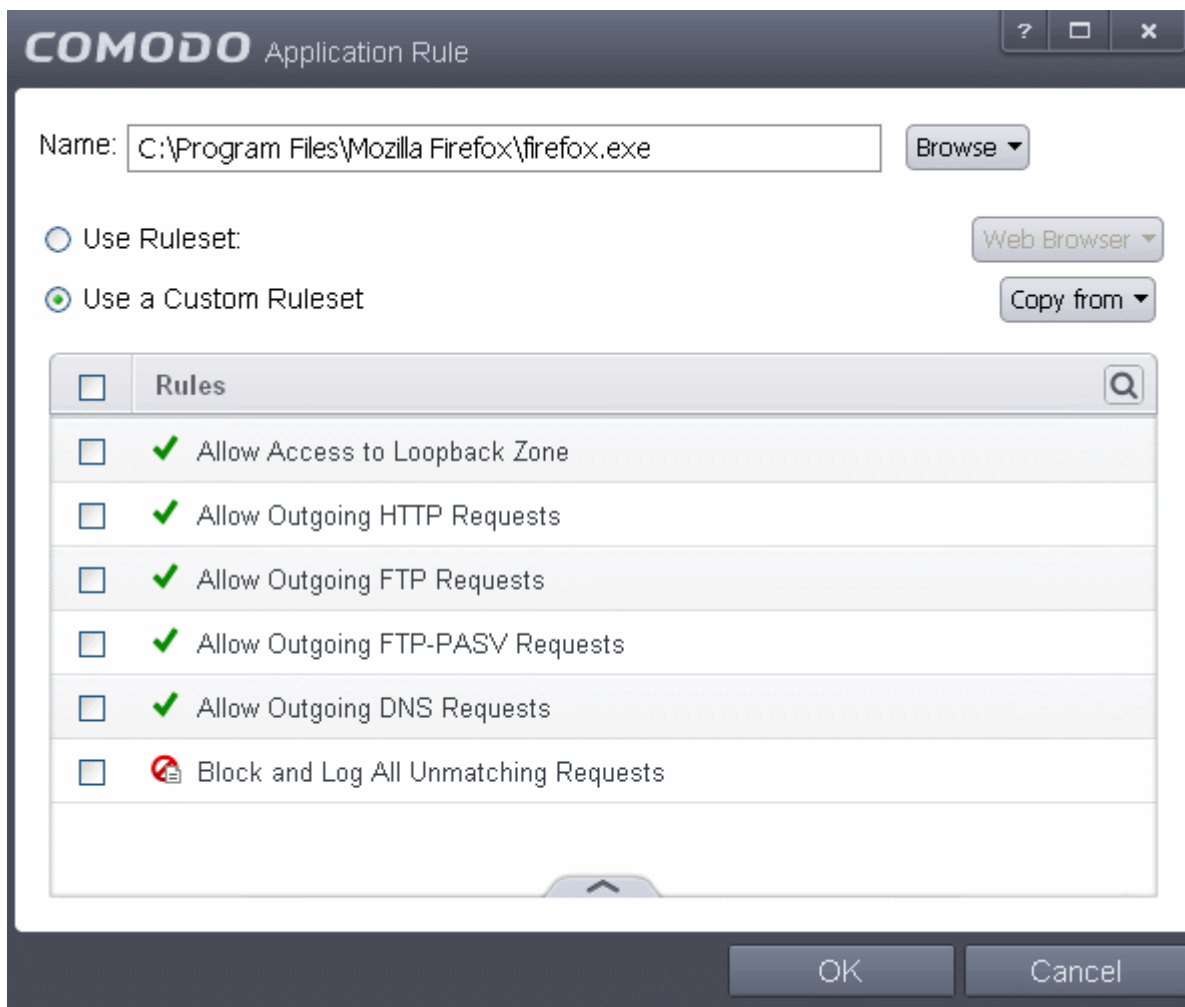 COMODO Application Rule
?
Name: C:\Program Files\Mozilla Firefox\firefox.exe Browse
Use Ruleset: Web Browser
Use a Custom Ruleset Copy from
Rules
Allow Access to Loopback Zone
Allow Outgoing HTTP Requests
Allow Outgoing FTP Requests
Allow Outgoing FTP-PASV Requests
Allow Outgoing DNS Requests
Block and Log All Unmatching Requests
OK Cancel